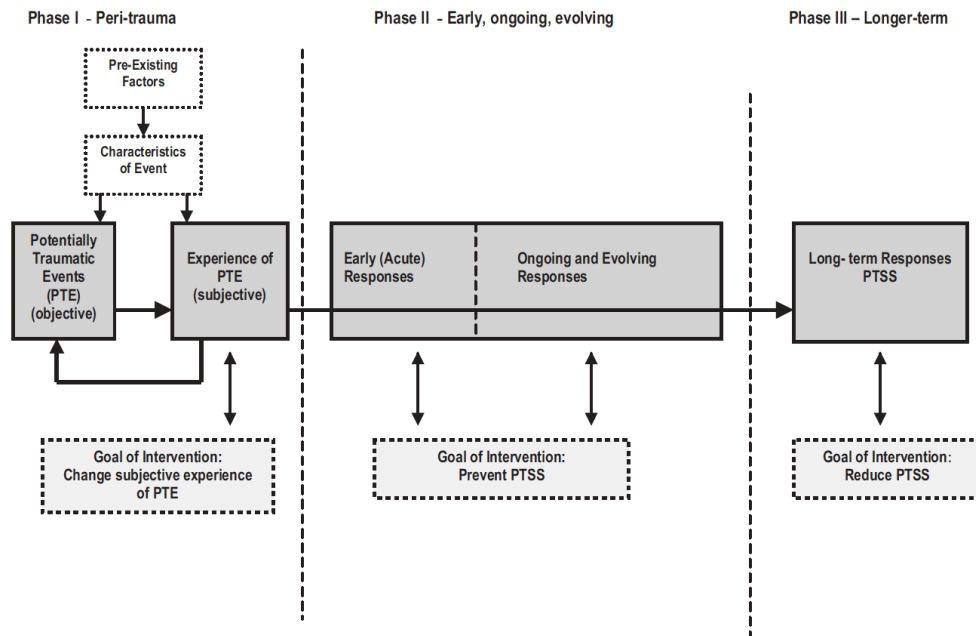 Phase I - Peri-trauma
Phase II - Early, ongoing, evolving
Phase III – Longer-term
Pre-Existing
Factors
Characteristics
of Event
Potentially
Traumatic
Events
(PTE)
(objective)
Experience of
PTE
(subjective)
Early (Acute)
Responses
Ongoing and Evolving
Responses
Long- term Responses
PTSS
Goal of Intervention:
Change subjective experience
of PTE
Goal of Intervention:
Prevent PTSS
Goal of Intervention:
Reduce PTSS